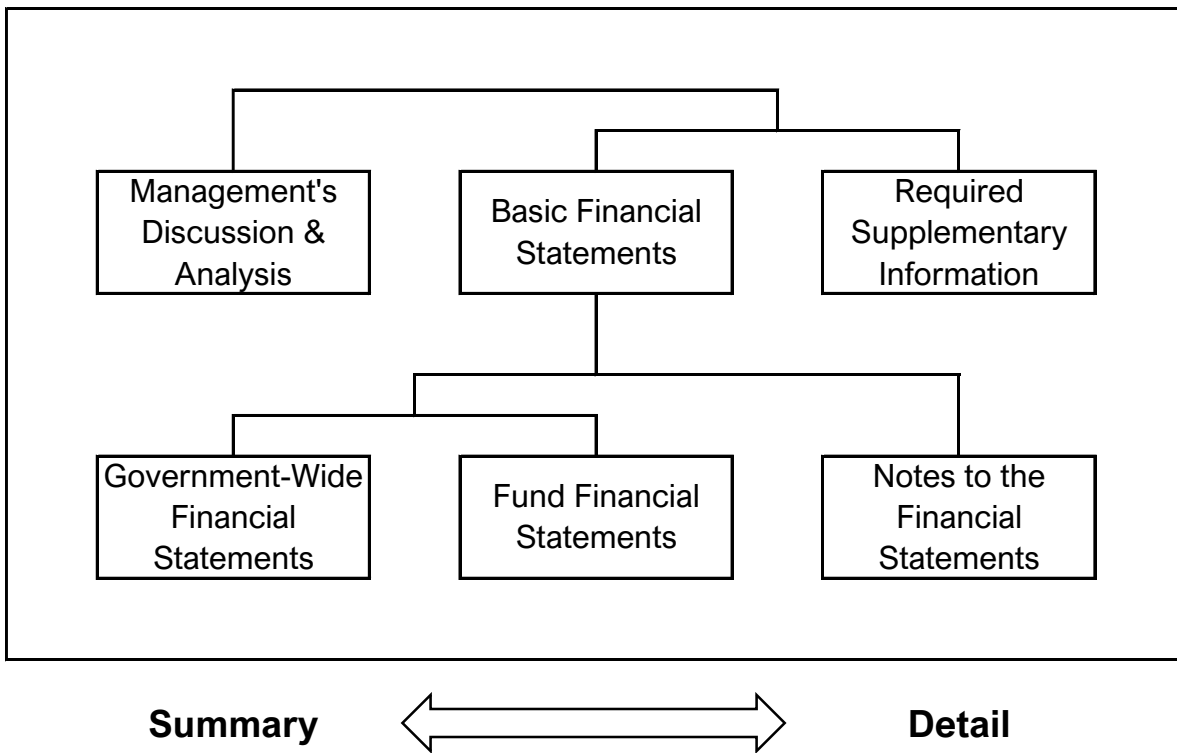 Management's
Discussion &
Analysis
Basic Financial
Statements
Required
Supplementary
Information
Government-Wide
Financial
Statements
Fund Financial
Statements
Notes to the
Financial
Statements
Summary
Detail